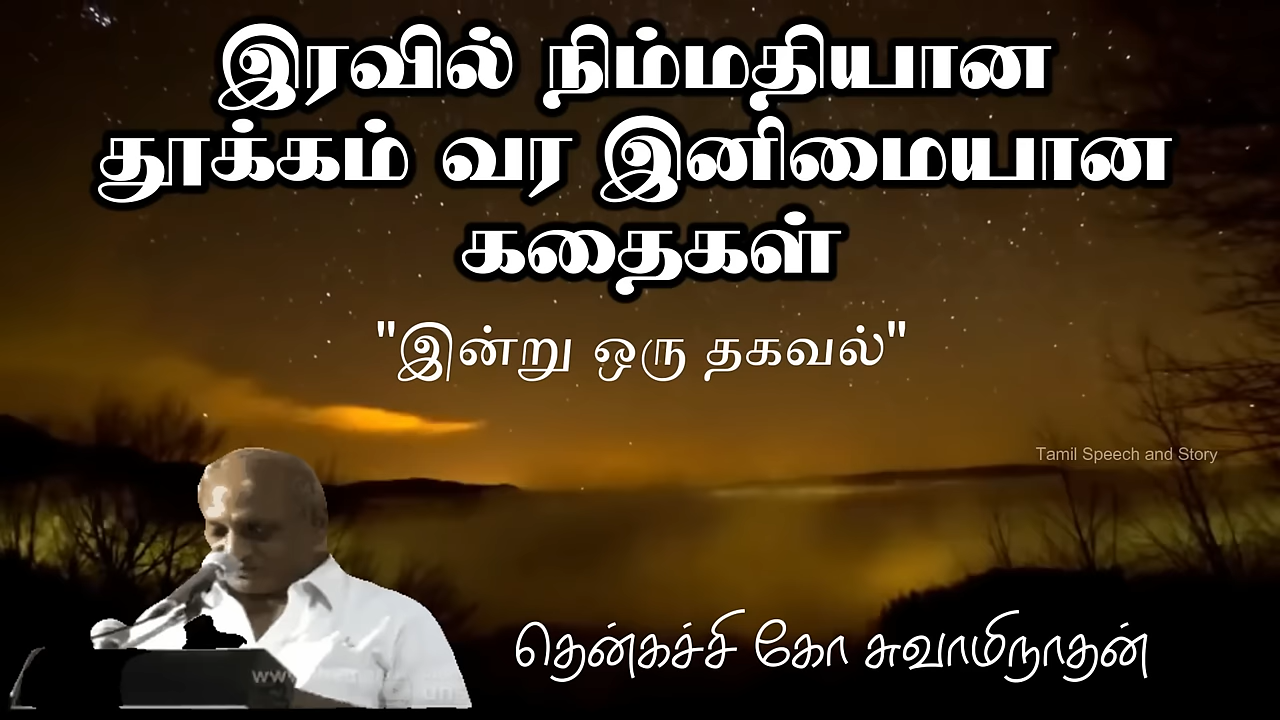 இரவில் நிம்மதியான
தூக்கம் வர இனிமையான
கதைகள்
"இன்று ஒரு தகவல்"
Tamil Speech and Story
தென்கச்சி கோ சுவாமிநாதன்